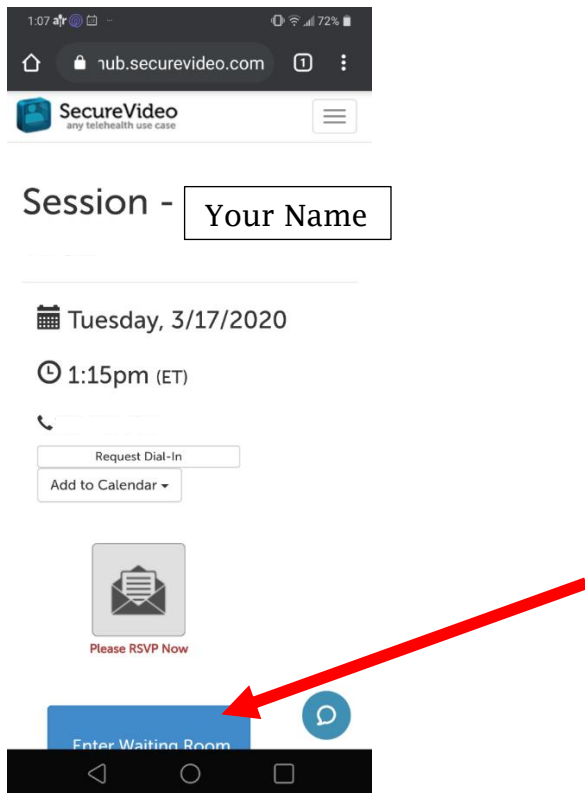 1:07
72%
hub.securevideo.com
1
SecureVideo
any telehealth use case
Session -
Your Name
Tuesday, 3/17/2020
1:15pm (ET)
Request Dial-In
Add to Calendar
Please RSVP Now
Enter Waiting Room